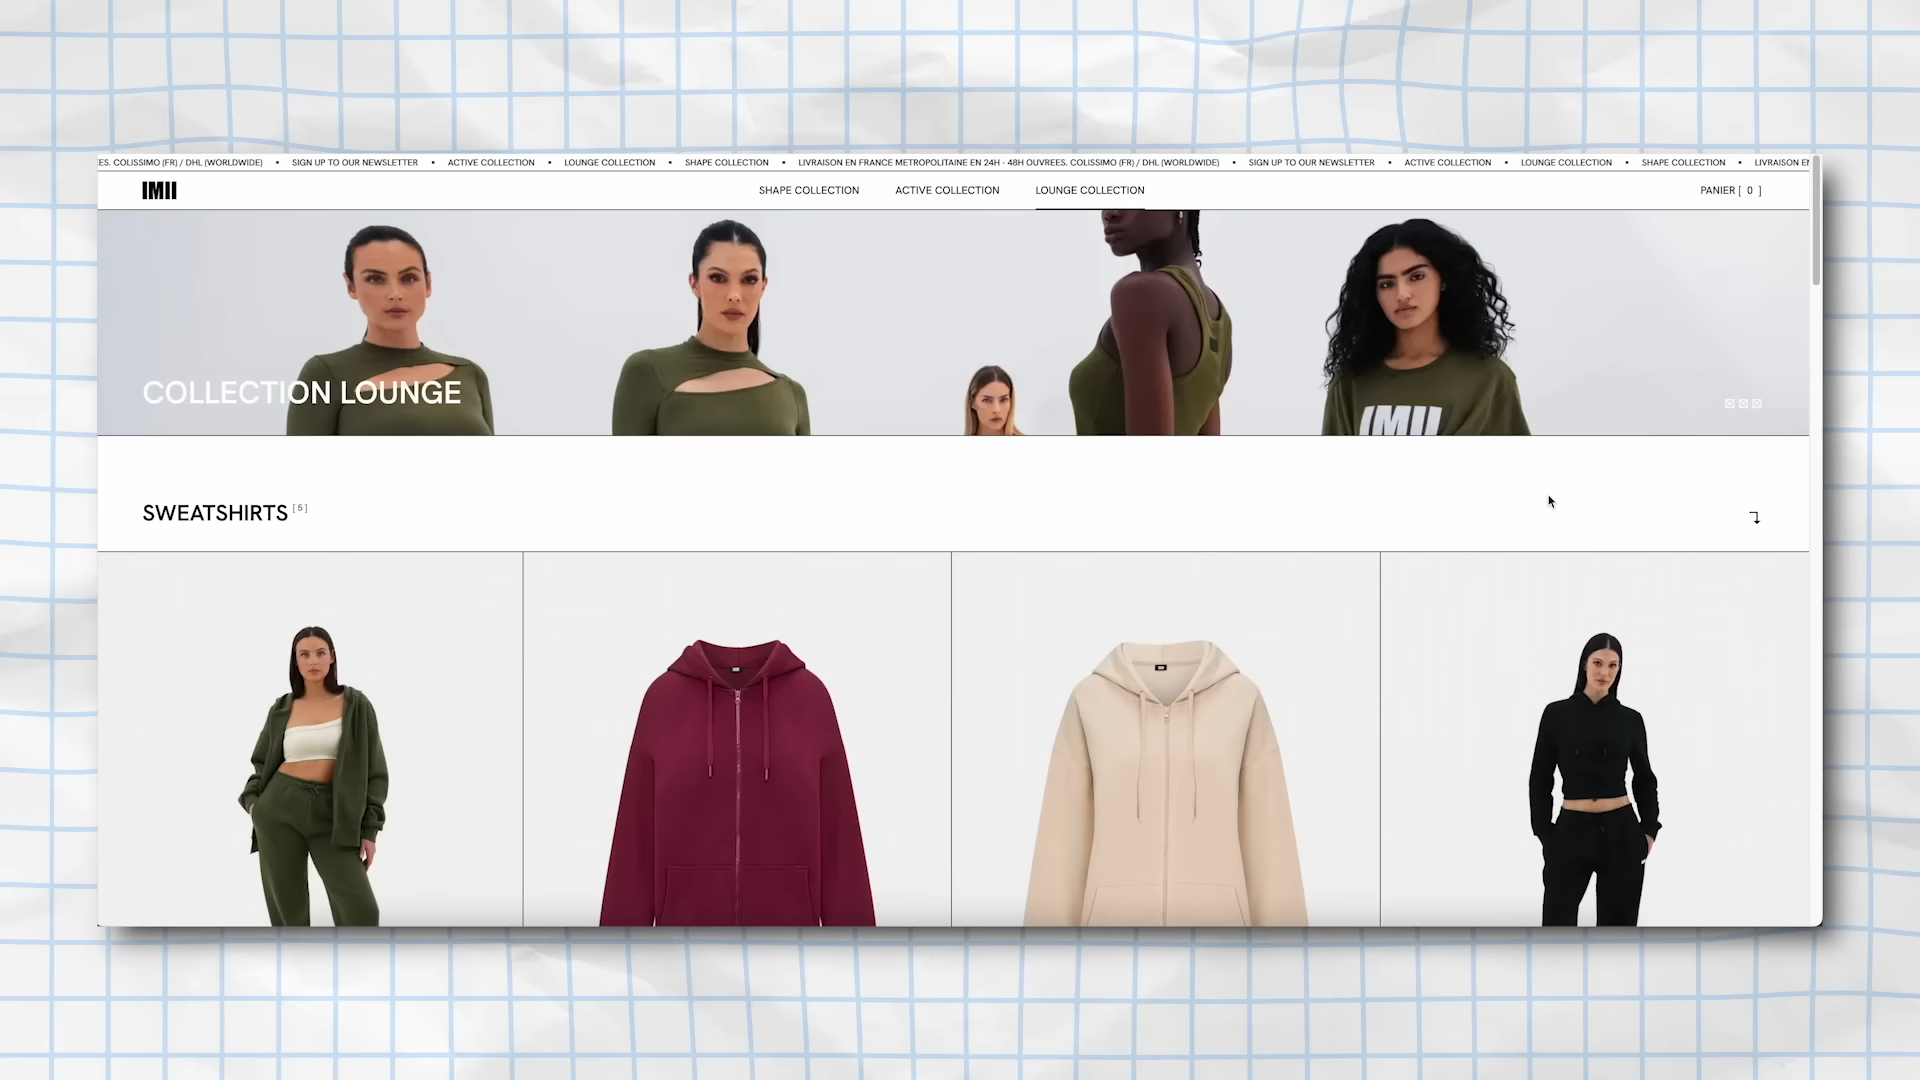 ES. COLISSIMO (FR) / DHL (WORLDWIDE) • SIGN UP TO OUR NEWSLETTER • ACTIVE COLLECTION • LOUNGE COLLECTION • SHAPE COLLECTION • LIVRAISON EN FRANCE METROPOLITAINE EN 24H - 48H OUVREES. COLISSIMO (FR) / DHL (WORLDWIDE) • SIGN UP TO OUR NEWSLETTER • ACTIVE COLLECTION • LOUNGE COLLECTION • SHAPE COLLECTION • LIVRAISON EN
IMII
SHAPE COLLECTION
ACTIVE COLLECTION
LOUNGE COLLECTION
PANIER [ 0 ]
IMII
COLLECTION LOUNGE
SWEATSHIRTS [5]